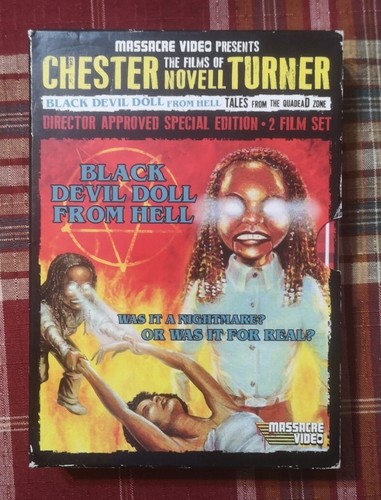 MASSACRE VIDEO PRESENTS
CHESTER THE FILMS OF NOVELL TURNER
BLACK DEVIL DOLL FROM HELL TALES FROM THE QUADEAD ZONE
DIRECTOR APPROVED SPECIAL EDITION • 2 FILM SET
BLACK
DEVIL DOLL
FROM HELL
WAS IT A NIGHTMARE?
OR WAS IT FOR REAL?
MASSACRE
VIDEO